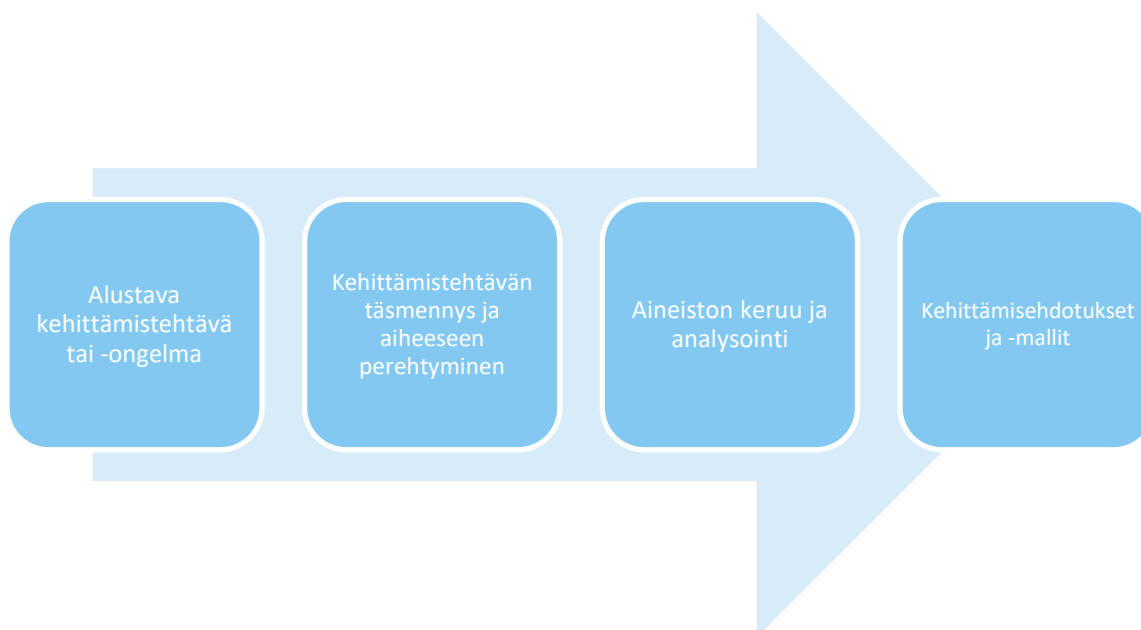 Alustava
kehittämistehtävä
tai -ongelma
Kehittämistehtävän
täsmennys ja
aiheeseen
perehtyminen
Aineiston keruu ja
analysointi
Kehittämisehdotukset
ja -mallit